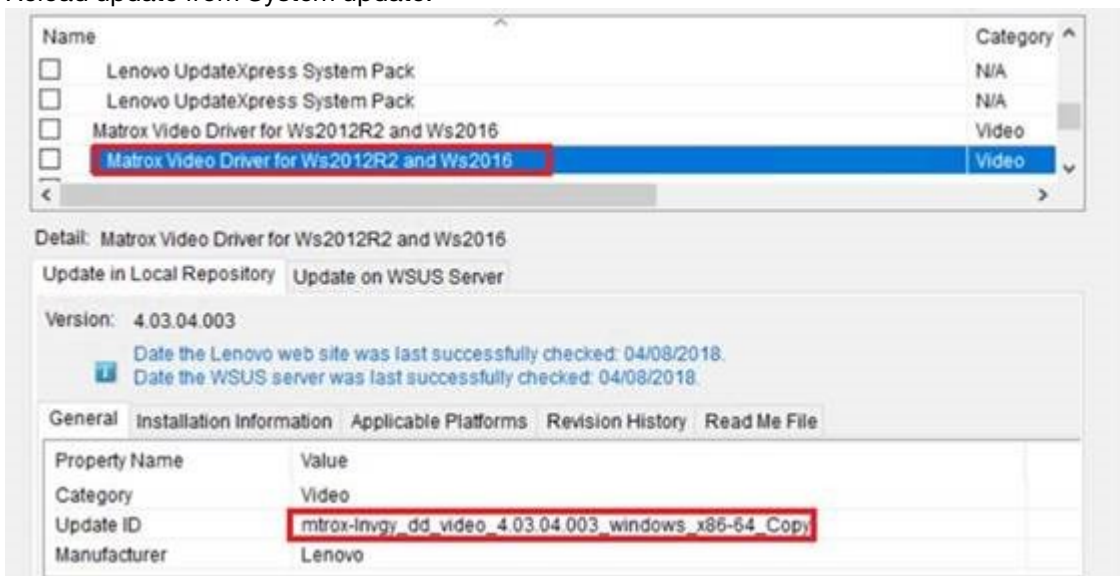 Reload update from System update.
Name Category
Lenovo UpdateXpress System Pack N/A
Lenovo UpdateXpress System Pack N/A
Matrox Video Driver for Ws2012R2 and Ws2016 Video
Matrox Video Driver for Ws2012R2 and Ws2016 Video
Detail: Matrox Video Driver for Ws2012R2 and Ws2016
Update in Local Repository Update on WSUS Server
Version: 4.03.04.003
Date the Lenovo web site was last successfully checked: 04/08/2018.
Date the WSUS server was last successfully checked: 04/08/2018.
General Installation Information Applicable Platforms Revision History Read Me File
Property Name Value
Category Video
Update ID mtrox-lnvgy_dd_video_4.03.04.003_windows_x86-64_Copy
Manufacturer Lenovo